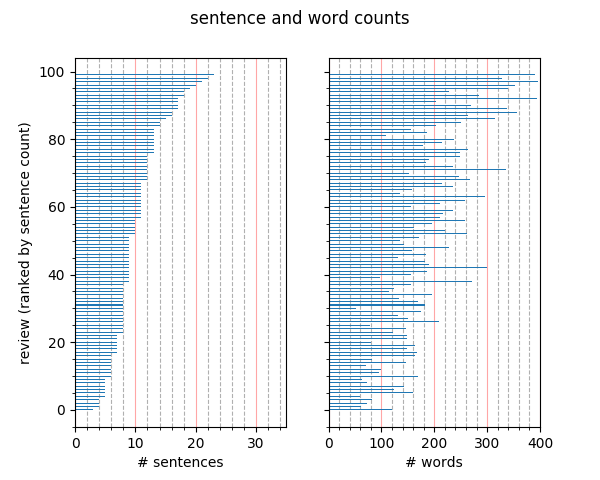 sentence and word counts
100
80
60
40
20
0
review (ranked by sentence count)
0 10 20 30
# sentences
0 100 200 300 400
# words